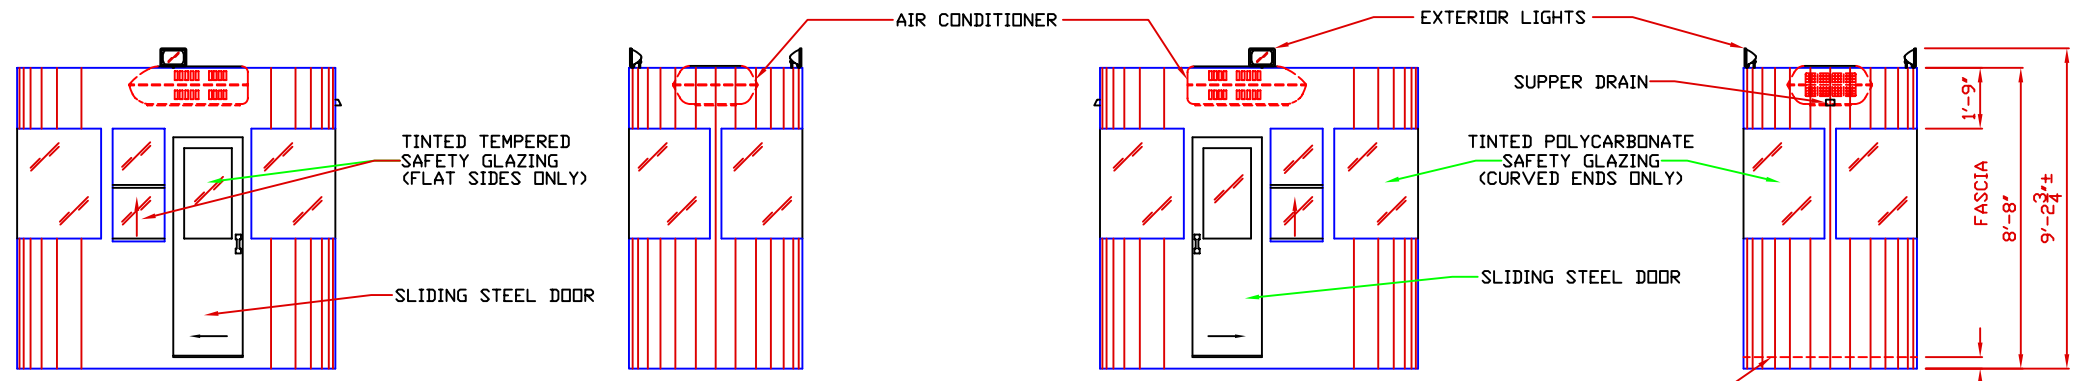 AIR CONDITIONER
EXTERIOR LIGHTS
SUPPER DRAIN
TINTED TEMPERED
SAFETY GLAZING
(FLAT SIDES ONLY)
TINTED POLYCARBONATE
SAFETY GLAZING
(CURVED ENDS ONLY)
SLIDING STEEL DOOR
SLIDING STEEL DOOR
1'-9"
FASCIA
8'-8"
9'-2 3/4"±